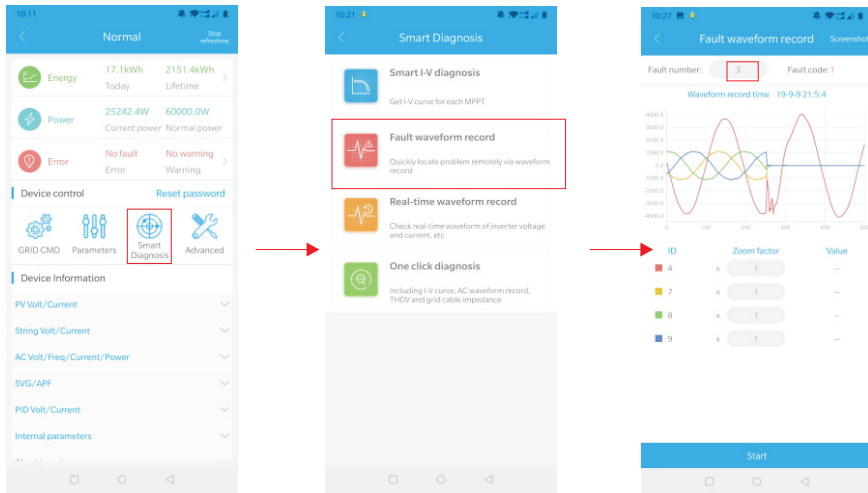 10:11
Normal
Stop
refreshing
Energy
17.1kWh
2151.4kWh
Today
Lifetime
Power
25242.4W
60000.0W
Current power
Normal power
Error
No fault
No warning
Error
Warning
Device control
Reset password
GRID CMD
Parameters
Smart
Diagnosis
Advanced
Device Information
PV Volt/Current
String Volt/Current
AC Volt/Freq/Current/Power
SVG/APF
PID Volt/Current
Internal parameters
10:21
Smart Diagnosis
Smart I-V diagnosis
Get I-V curve for each MPPT
Fault waveform record
Quickly locate problem remotely via waveform
record
Real-time waveform record
Check real-time waveform of inverter voltage
and current, etc
One click diagnosis
Including I-V curve, AC waveform record,
THDV and grid cable impedance
10:27
Fault waveform record
Screenshot
Fault number:
3
Fault code:1
Waveform record time 19-9-9 21:5:4
4000.0
3000.0
2000.0
1000.0
0.0
-1000.0
-2000.0
-3000.0
-4000.0
0 100 200 300 400 500
ID Zoom factor Value
4 x 1 --
7 x 1 --
8 x 1 --
9 x 1 --
Start